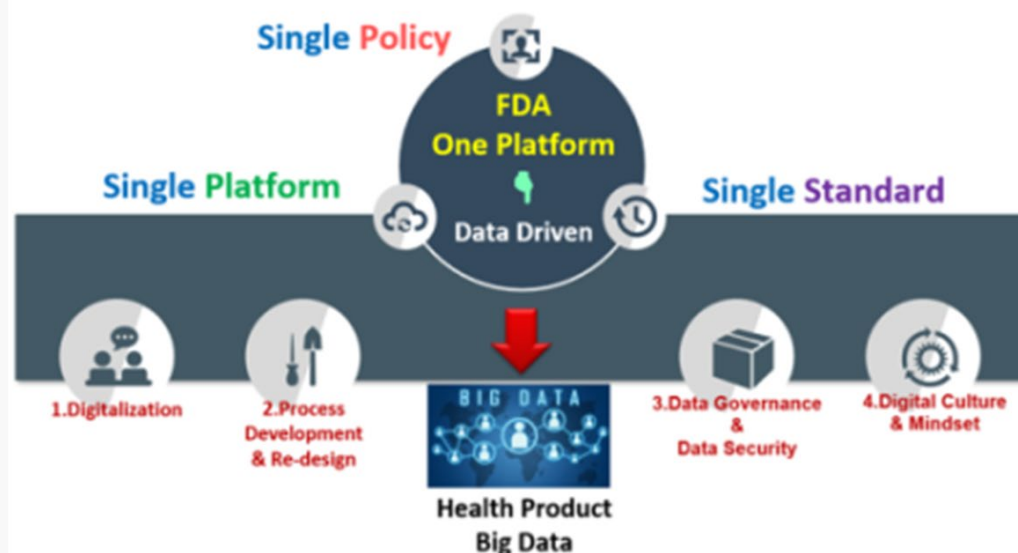 Single Policy
FDA
One Platform
Single Platform
Single Standard
Data Driven
1.Digitalization
2.Process
Development
& Re-design
BIG DATA
3.Data Governance
&
Data Security
4.Digital Culture
& Mindset
Health Product
Big Data